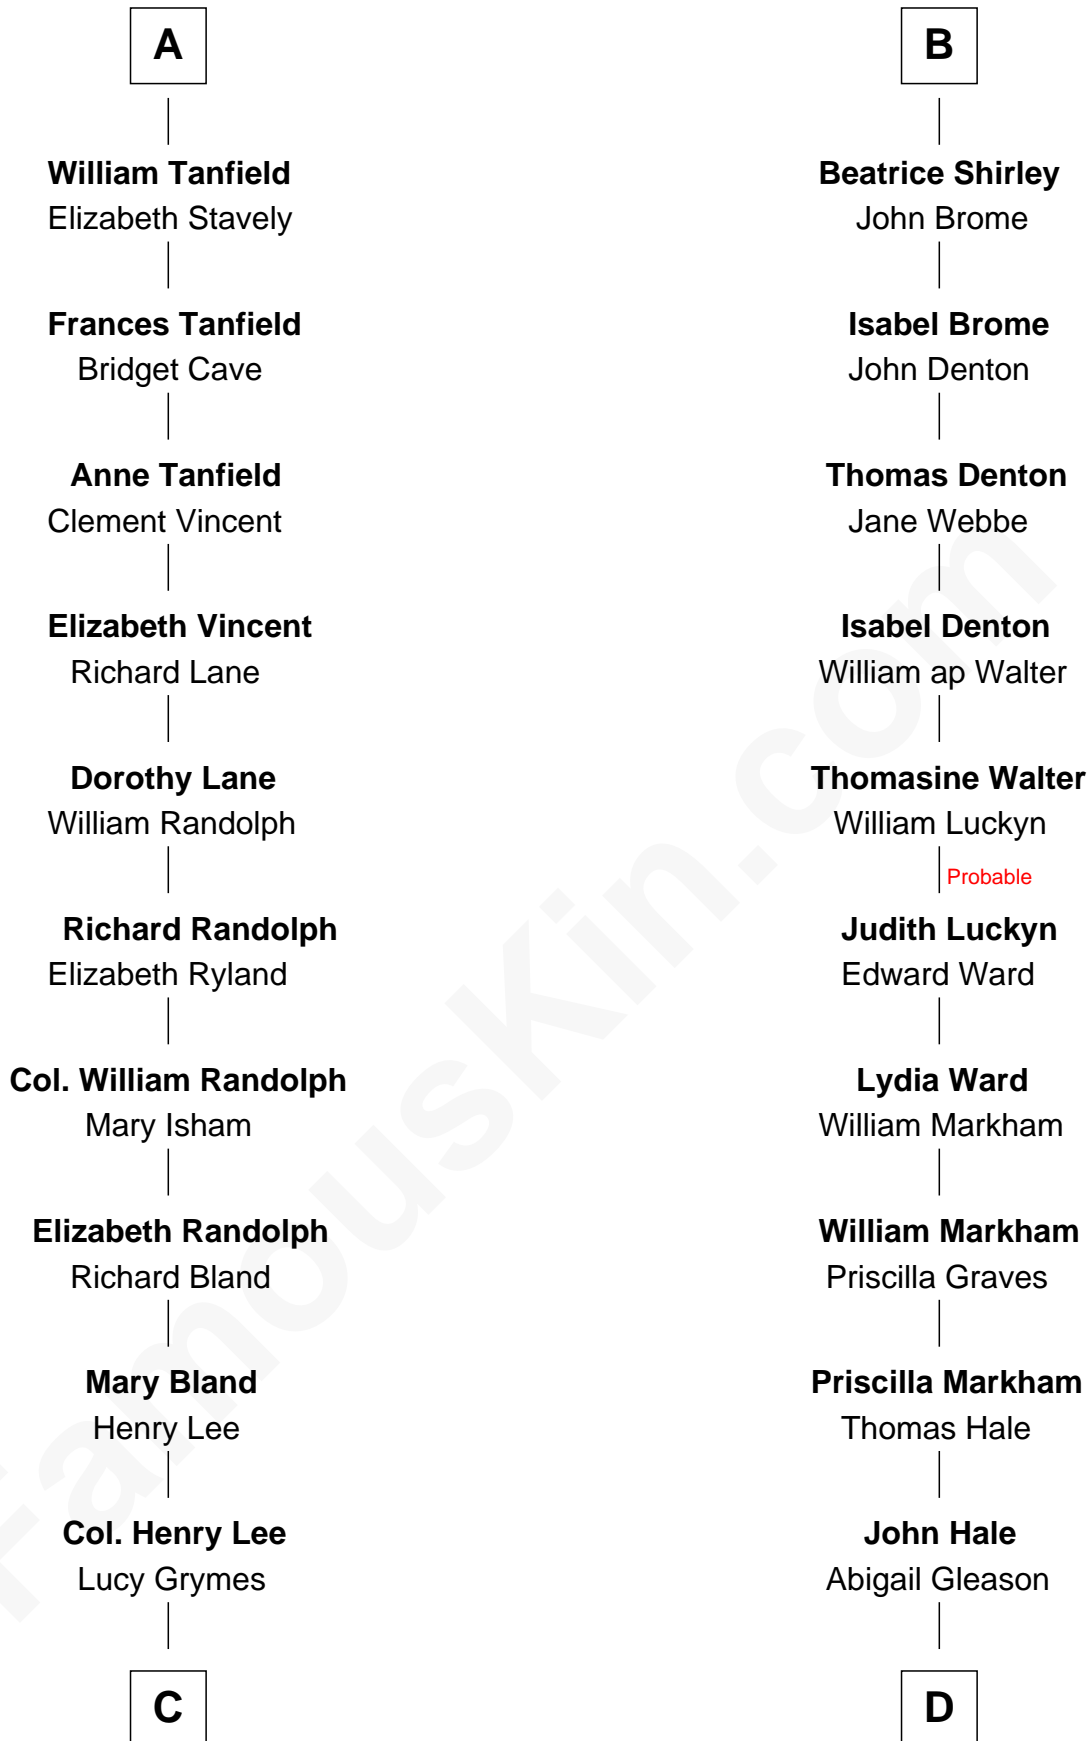 A
William Tanfield
Elizabeth Stavely
Frances Tanfield
Bridget Cave
Anne Tanfield
Clement Vincent
Elizabeth Vincent
Richard Lane
Dorothy Lane
William Randolph
Richard Randolph
Elizabeth Ryland
Col. William Randolph
Mary Isham
Elizabeth Randolph
Richard Bland
Mary Bland
Henry Lee
Col. Henry Lee
Lucy Grymes
C
B
Beatrice Shirley
John Brome
Isabel Brome
John Denton
Thomas Denton
Jane Webbe
Isabel Denton
William ap Walter
Thomasine Walter
William Luckyn
Probable
Judith Luckyn
Edward Ward
Lydia Ward
William Markham
William Markham
Priscilla Graves
Priscilla Markham
Thomas Hale
John Hale
Abigail Gleason
D
FamousKin.com